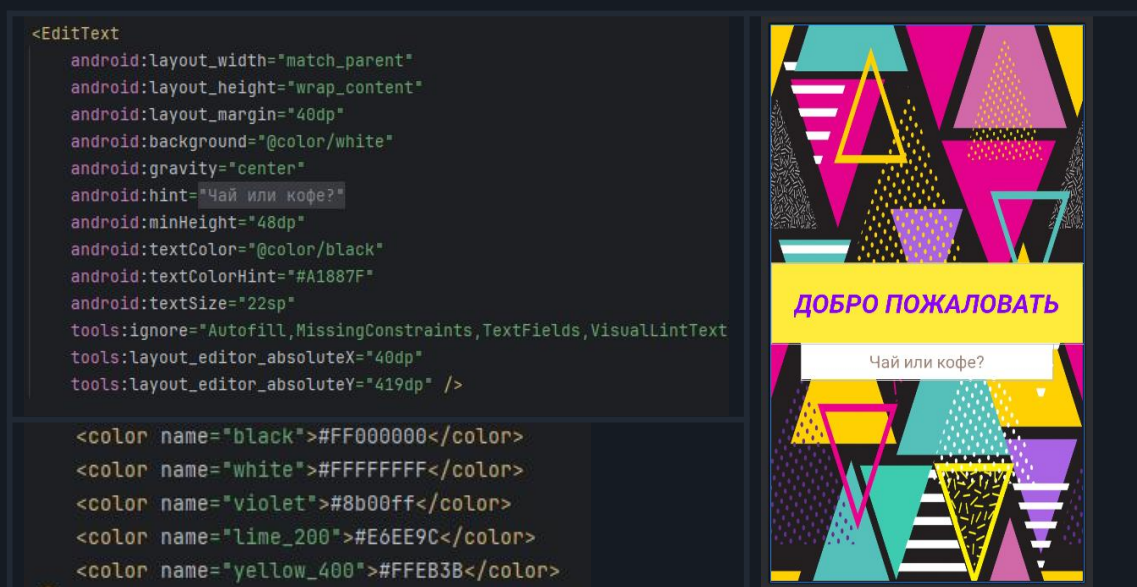 <EditText
android:layout_width="match_parent"
android:layout_height="wrap_content"
android:layout_margin="40dp"
android:background="@color/white"
android:gravity="center"
android:hint="Чай или кофе?"
android:minHeight="48dp"
android:textColor="@color/black"
android:textColorHint="#A1887F"
android:textSize="22sp"
tools:ignore="Autofill,MissingConstraints,TextFields,VisualLintText
tools:layout_editor_absoluteX="40dp"
tools:layout_editor_absoluteY="419dp" />
<color name="black">#FF000000</color>
<color name="white">#FFFFFFFF</color>
<color name="violet">#8b00ff</color>
<color name="lime_200">#E6EE9C</color>
<color name="yellow_400">#FFEB3B</color>
ДОБРО ПОЖАЛОВАТЬ
Чай или кофе?